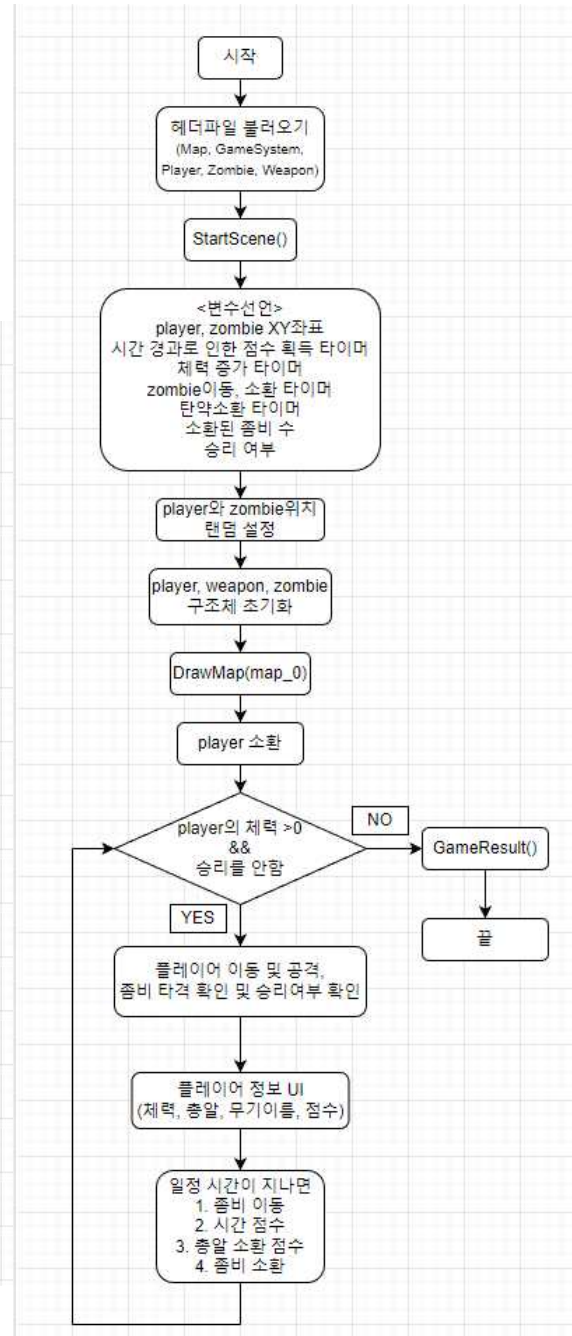 시작
헤더파일 불러오기
(Map, GameSystem,
Player, Zombie, Weapon)
StartScene()
<변수선언>
player, zombie XY좌표
시간 경과로 인한 점수 획득 타이머
체력 증가 타이머
zombie이동, 소환 타이머
탄약소환 타이머
소환된 좀비 수
승리 여부
player와 zombie위치
랜덤 설정
player, weapon, zombie
구조체 초기화
DrawMap(map_0)
player 소환
player의 체력 >0
&&
승리를 안함
NO
GameResult()
끝
YES
플레이어 이동 및 공격,
좀비 타격 확인 및 승리여부 확인
플레이어 정보 UI
(체력, 총알, 무기이름, 점수)
일정 시간이 지나면
1. 좀비 이동
2. 시간 점수
3. 총알 소환 점수
4. 좀비 소환